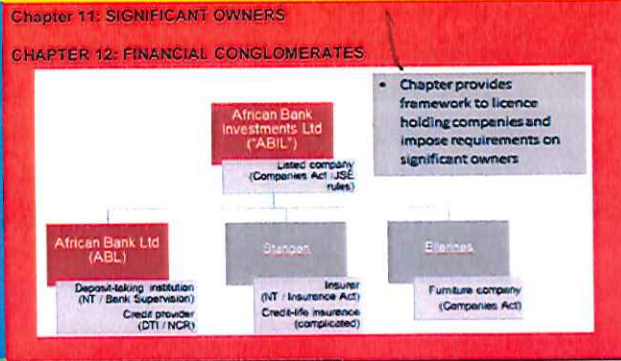 Chapter 11: SIGNIFICANT OWNERS
CHAPTER 12: FINANCIAL CONGLOMERATES
• Chapter provides
framework to licence
holding companies and
impose requirements on
significant owners
African Bank
Investments Ltd
("ABIL")
Listed company
(Companies Act JSE
rules)
African Bank Ltd
(ABL)
Deposit-taking institution
(NT / Bank Supervision)
Credit provider
(DTI / NCR)
Stangen
Insurer
(NT / Insurance Act)
Credit-life insurance
(complicated)
Ellerines
Furniture company
(Companies Act)